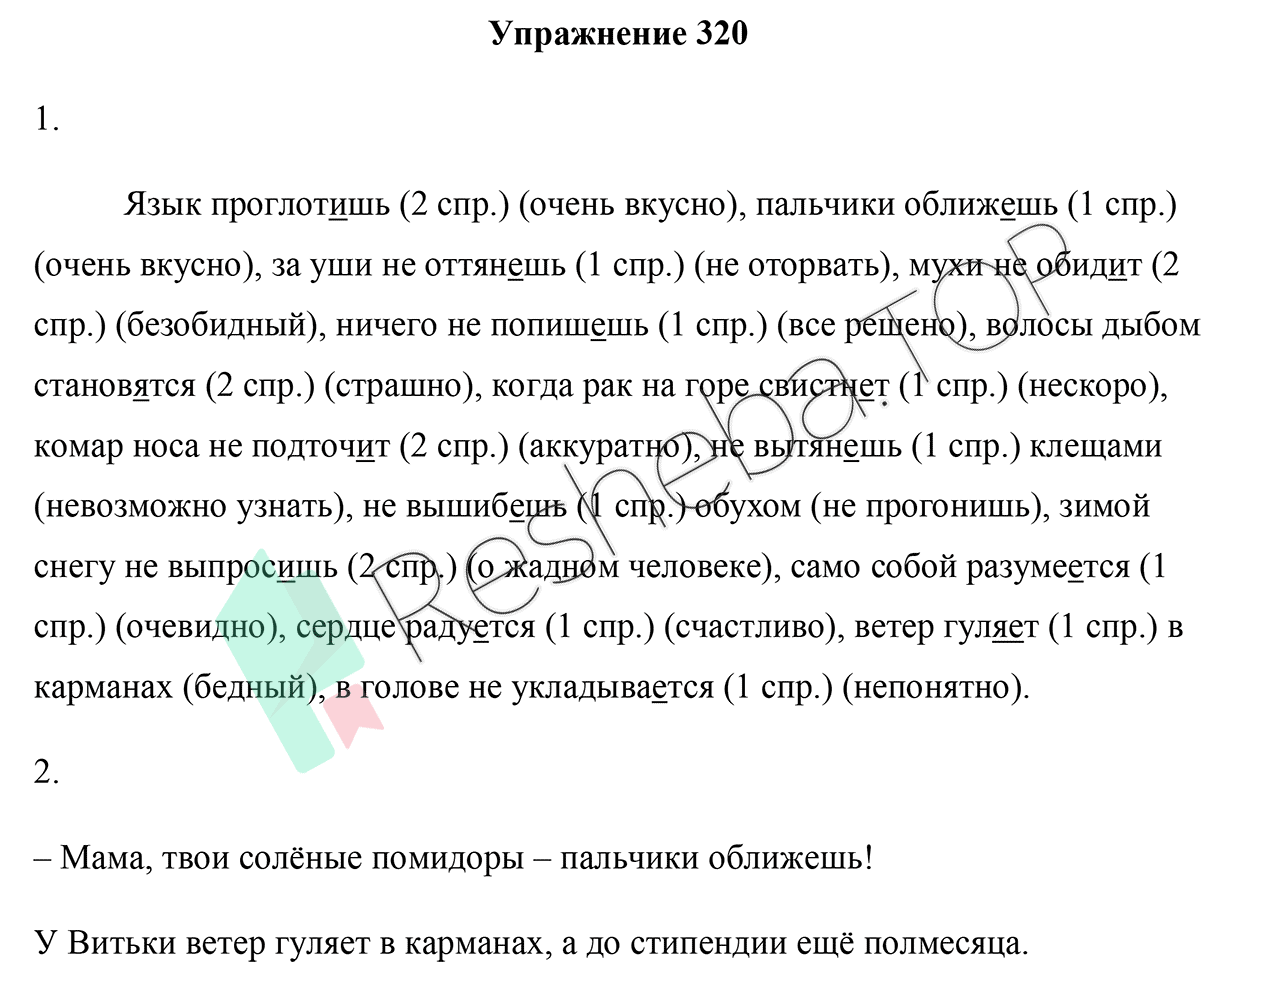 Упражнение 320
1.
Язык проглотишь (2 спр.) (очень вкусно), пальчики оближешь (1 спр.)
(очень вкусно), за уши не оттянешь (1 спр.) (не оторвать), мухи не обидит (2
спр.) (безобидный), ничего не попишешь (1 спр.) (все решено), волосы дыбом
становятся (2 спр.) (страшно), когда рак на горе свистнет (1 спр.) (нескоро),
комар носа не подточит (2 спр.) (аккуратно), не вытянешь (1 спр.) клещами
(невозможно узнать), не вышибешь (1 спр.) обухом (не прогонишь), зимой
снегу не выпросишь (2 спр.) (о жадном человеке), само собой разумеется (1
спр.) (очевидно), сердце радуется (1 спр.) (счастливо), ветер гуляет (1 спр.) в
карманах (бедный), в голове не укладывается (1 спр.) (непонятно).
2.
– Мама, твои солёные помидоры – пальчики оближешь!
У Витьки ветер гуляет в карманах, а до стипендии ещё полмесяца.
Resheba.TOP